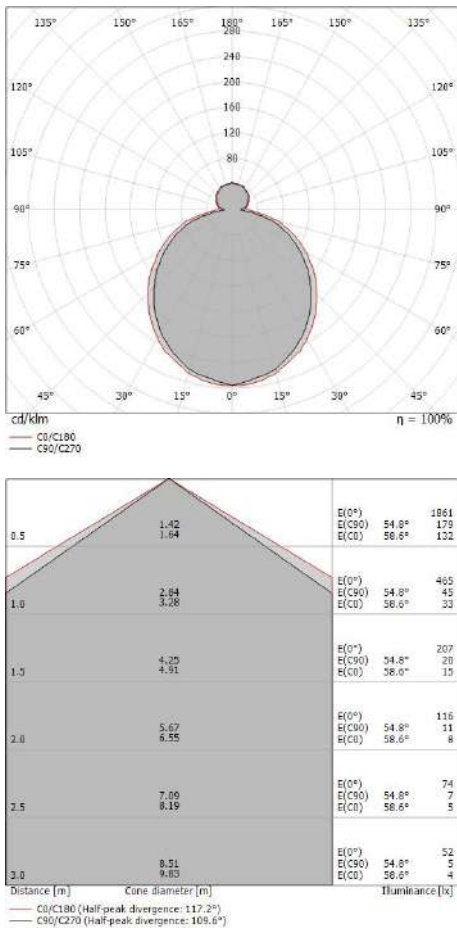 135° 150° 165° 180° 165° 150° 135°
280
240
120° 200 120°
160
105° 120 105°
80
90° 90°
75° 75°
60° 60°
45° 30° 15° 0° 15° 30° 45°
cd/klm η = 100%
C0/C180
C90/C270
E(0°) 1861
0.5 1.42 E(C90) 54.8° 179
1.64 E(C0) 58.6° 132
E(0°) 465
1.0 2.84 E(C90) 54.8° 45
3.28 E(C0) 58.6° 33
E(0°) 207
1.5 4.25 E(C90) 54.8° 20
4.91 E(C0) 58.6° 15
E(0°) 116
2.0 5.67 E(C90) 54.8° 11
6.55 E(C0) 58.6° 8
E(0°) 74
2.5 7.09 E(C90) 54.8° 7
8.19 E(C0) 58.6° 5
E(0°) 52
3.0 8.51 E(C90) 54.8° 5
9.83 E(C0) 58.6° 4
Distance [m] Cone diameter [m] Illuminance [lx]
C0/C180 (Half-peak divergence: 117.2°)
C90/C270 (Half-peak divergence: 109.6°)